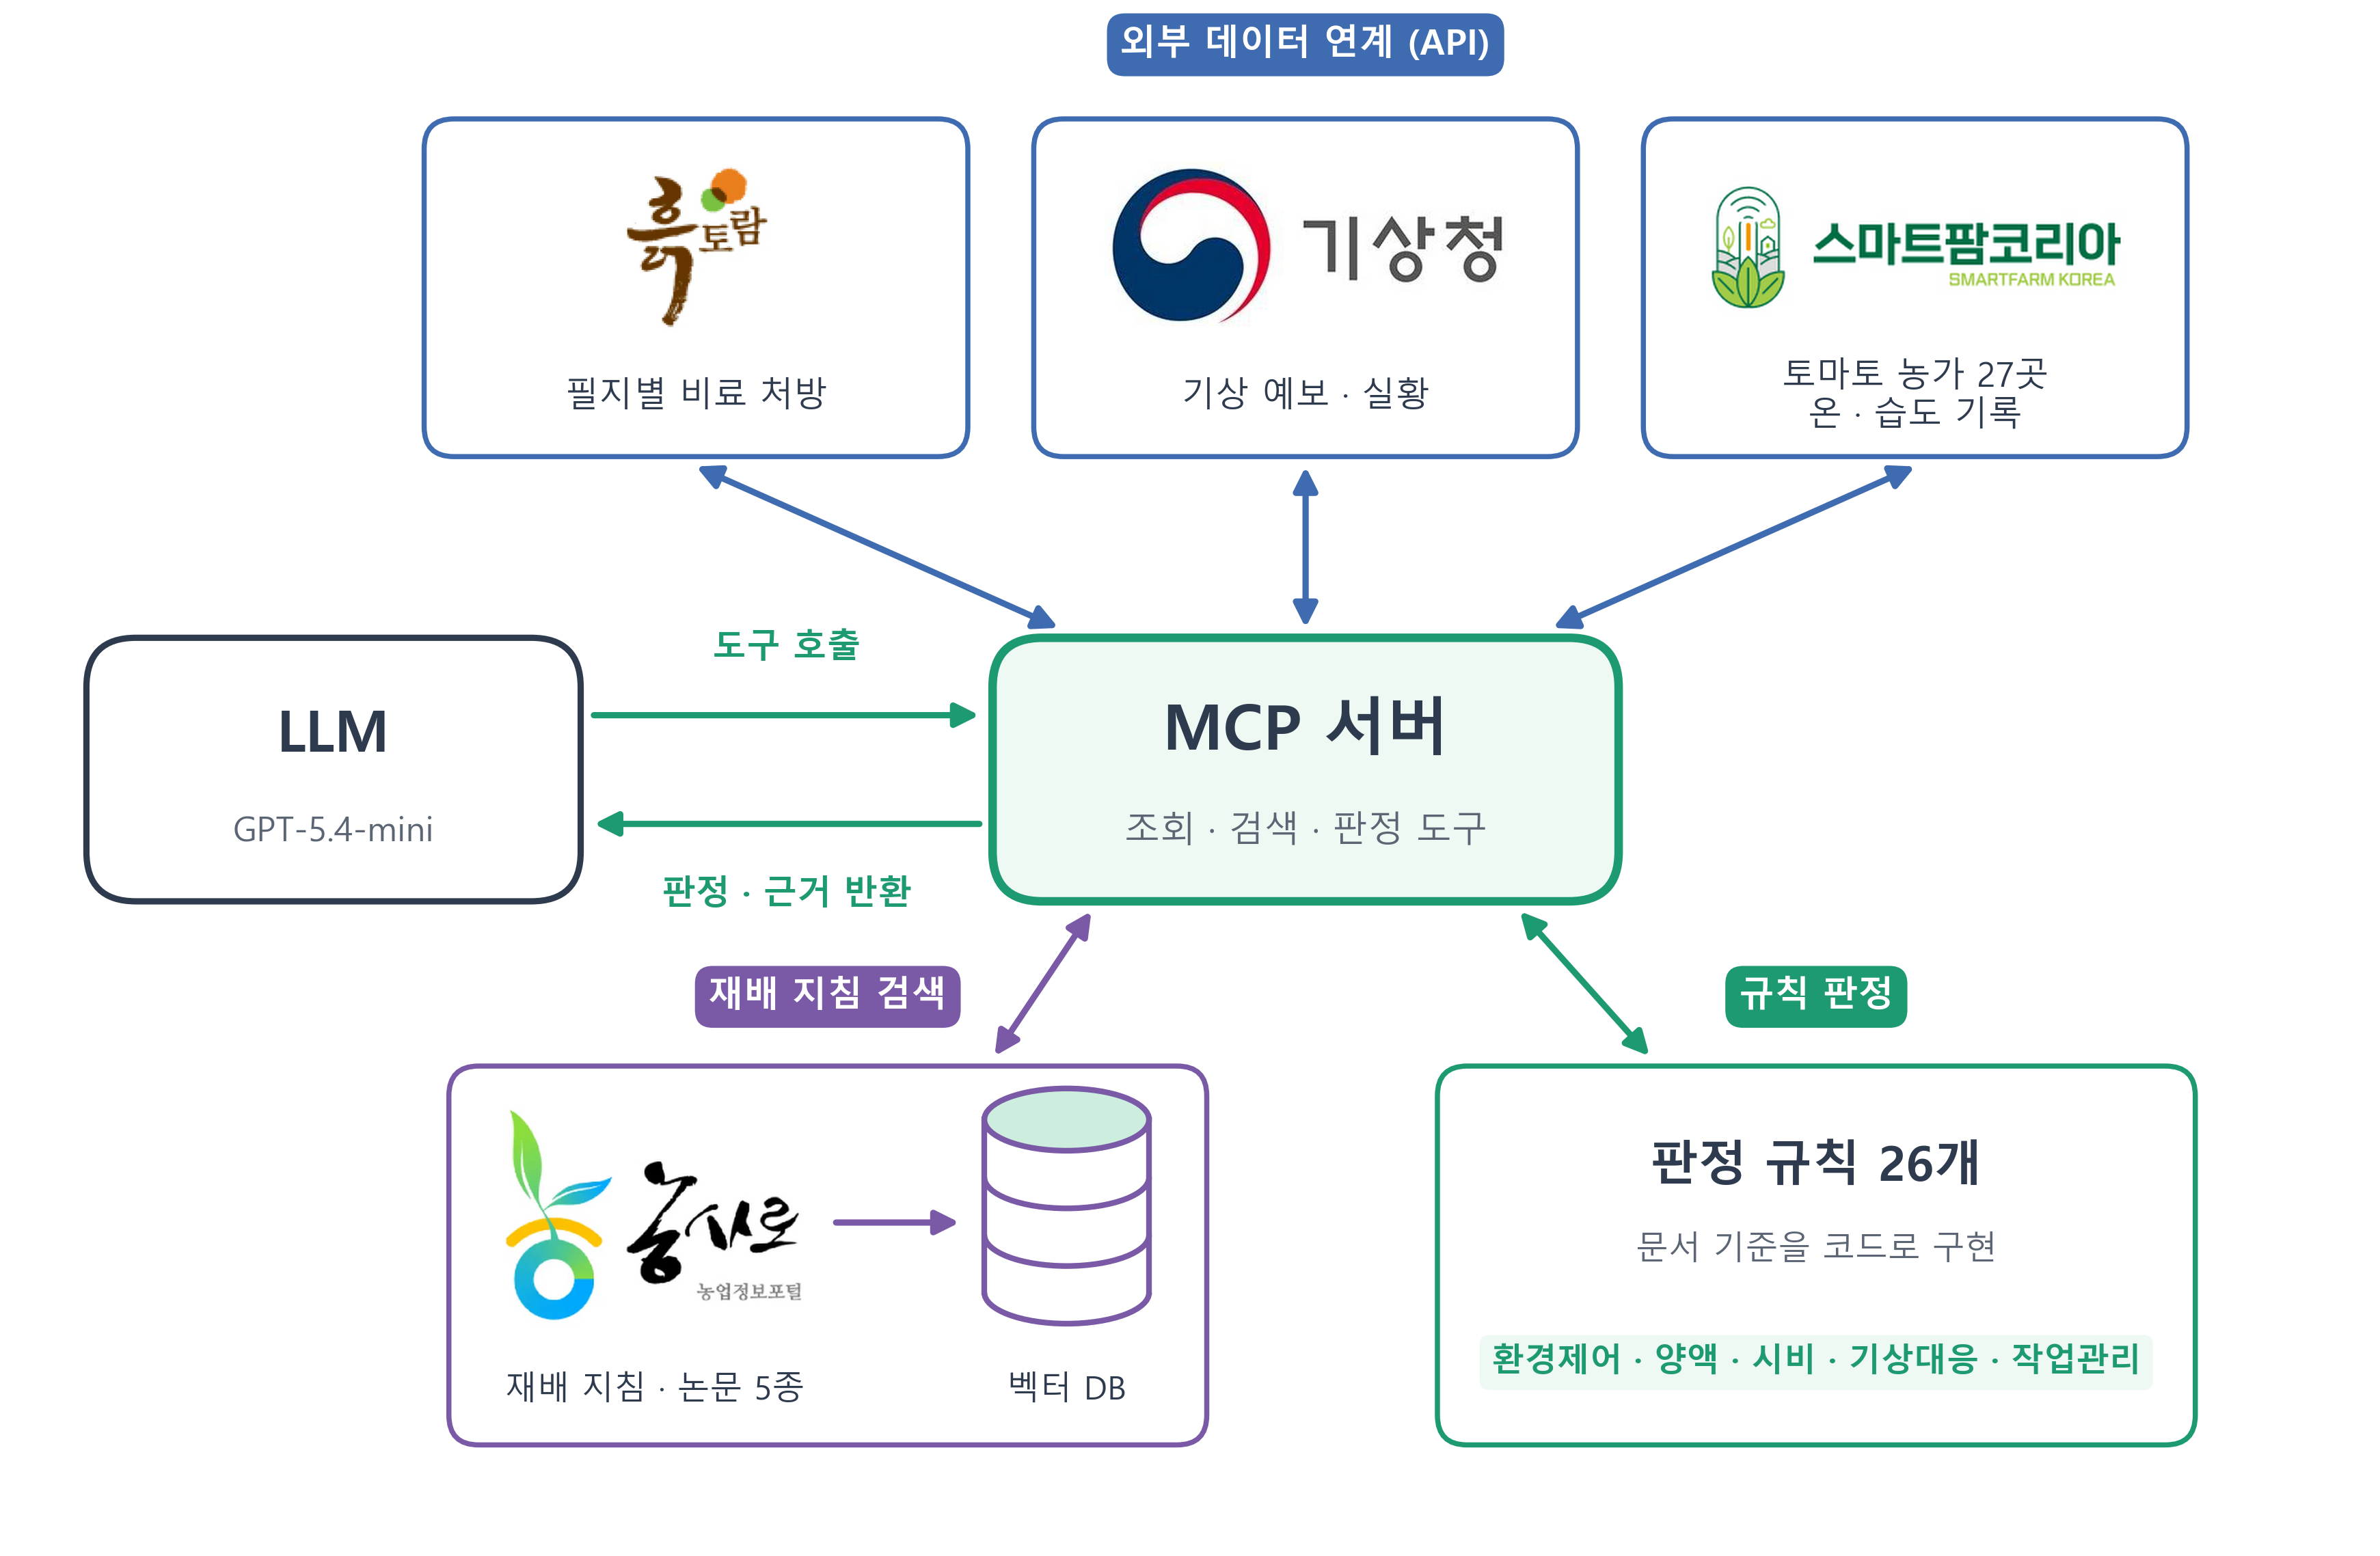 외부 데이터 연계 (API)
흙토람
필지별 비료 처방
기상청
기상 예보 · 실황
스마트팜코리아
SMARTFARM KOREA
토마토 농가 27곳
온 · 습도 기록
LLM
GPT-5.4-mini
도구 호출
판정 · 근거 반환
MCP 서버
조회 · 검색 · 판정 도구
재배 지침 검색
규칙 판정
농사로
농업정보포털
재배 지침 · 논문 5종
벡터 DB
판정 규칙 26개
문서 기준을 코드로 구현
환경제어 · 양액 · 시비 · 기상대응 · 작업관리